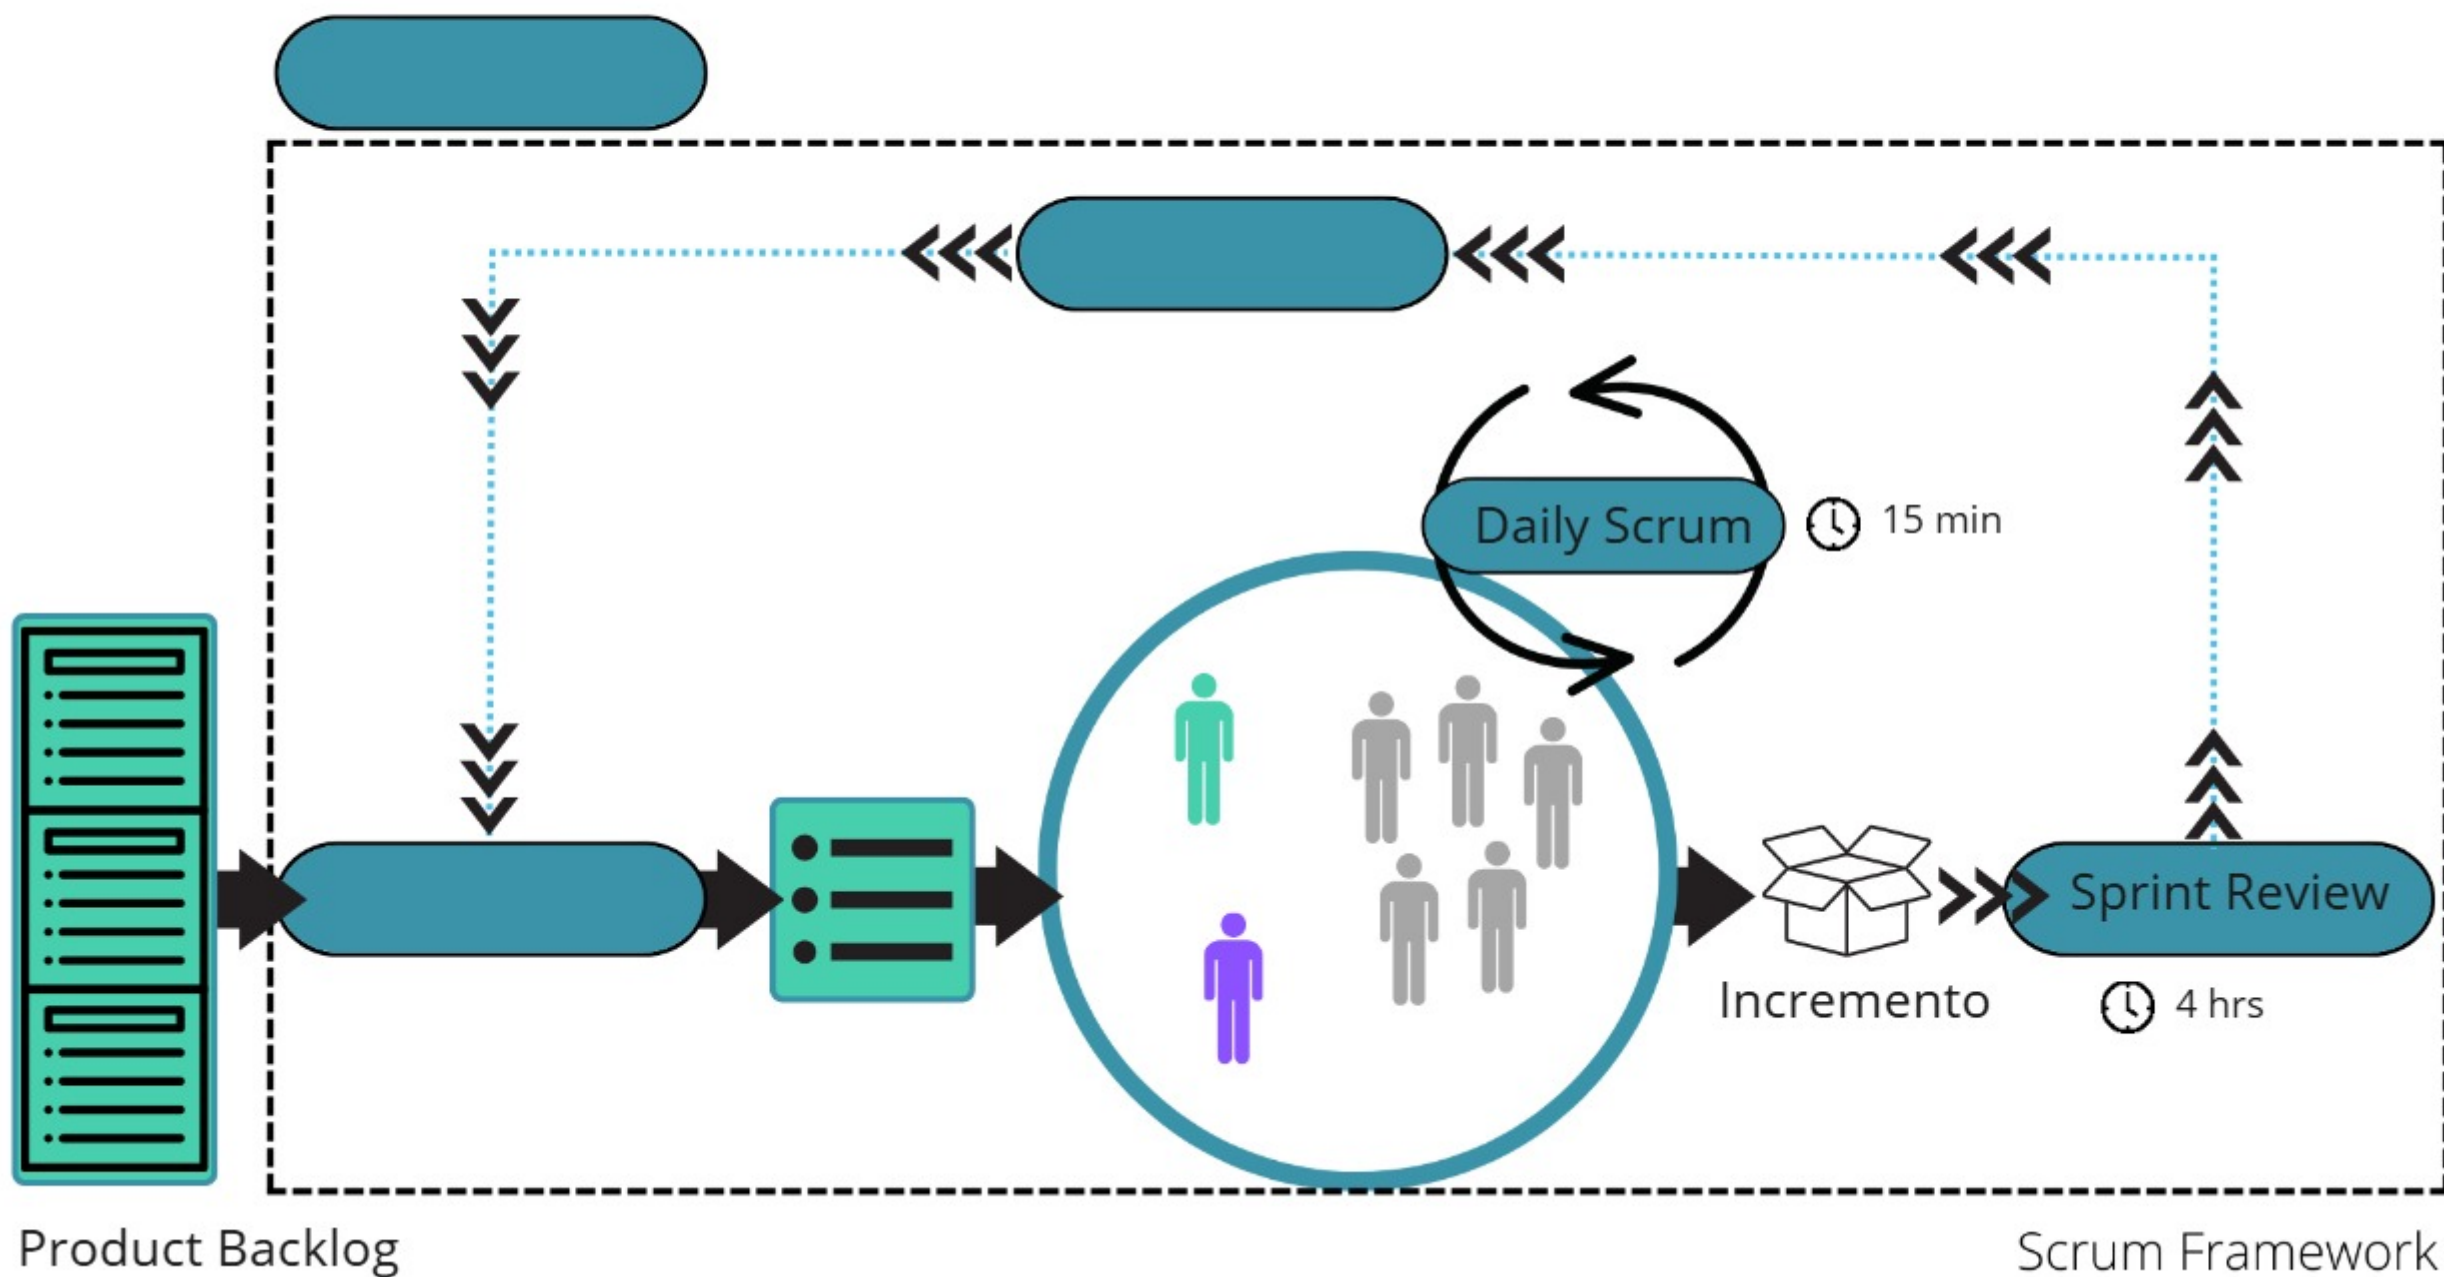 Daily Scrum
15 min
Sprint Review
Incremento
4 hrs
Product Backlog
Scrum Framework